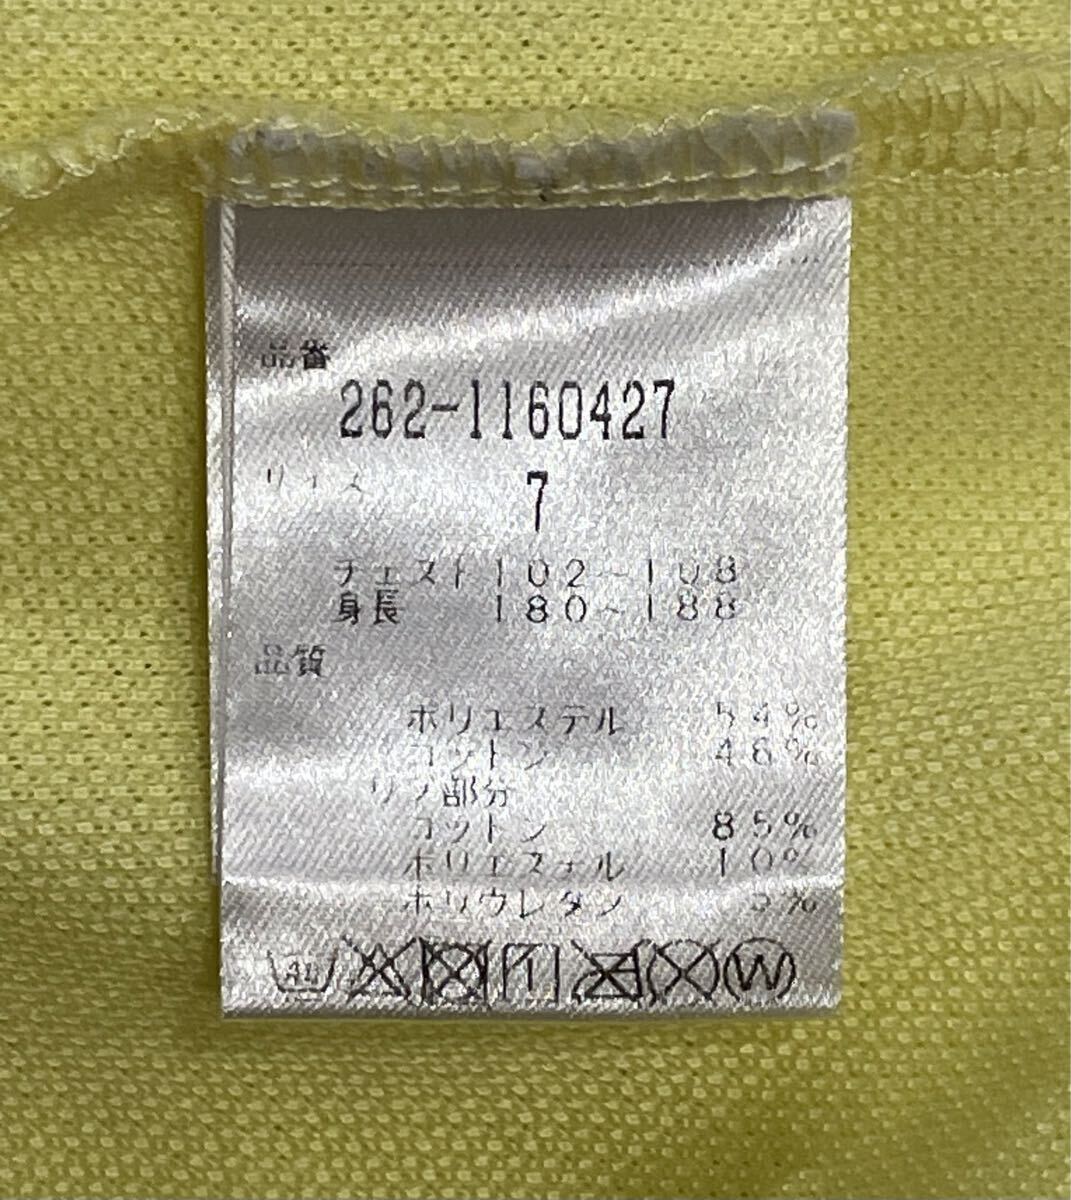 品番
262-1160427
サイズ 7
チェスト 102~108
身長 180~188
品質
ポリエステル 54%
コットン 46%
リブ部分
コットン 85%
ポリエステル 10%
ポリウレタン 5%
W